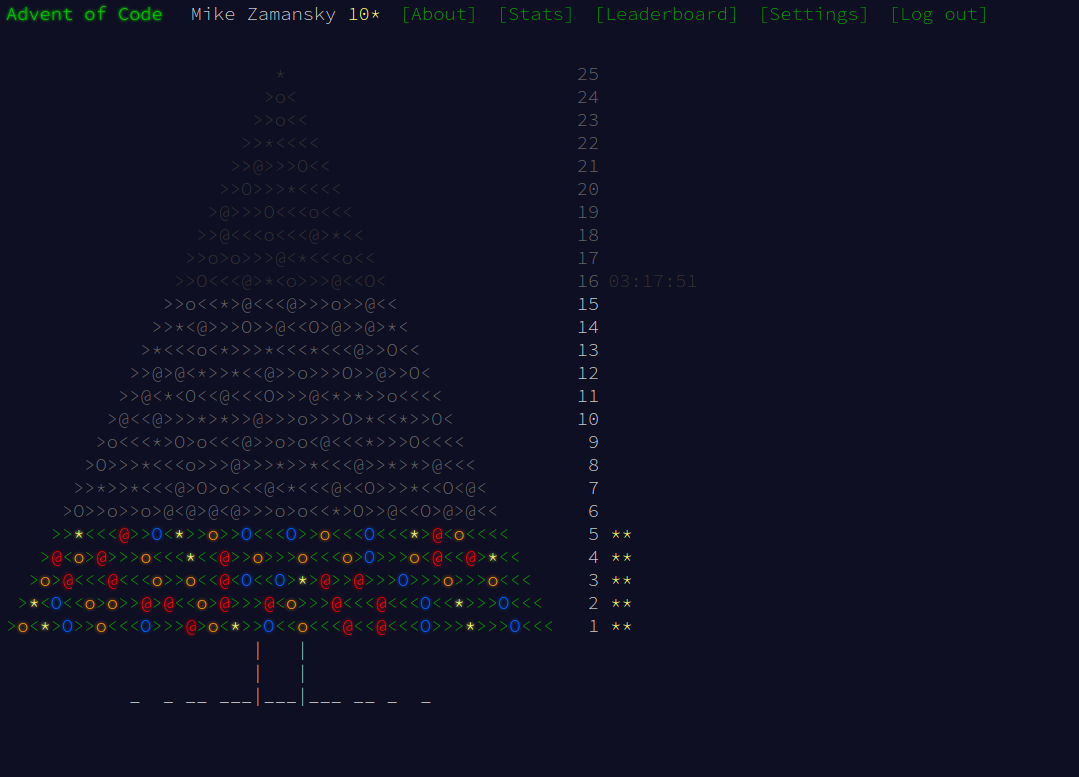 Advent of Code Mike Zamansky 10* [About] [Stats] [Leaderboard] [Settings] [Log out]
* 25
>o< 24
>>o<< 23
>>*<<<< 22
>>@>>>O<< 21
>>O>>>*<<<< 20
>@>>>O<<<o<<< 19
>>@<<<o<<<@>*<< 18
>>o>o>>>@<*<<<o<< 17
>>O<<<@>*<o>>>@<<O< 16 03:17:51
>>o<<*>@<<<@>>>o>>@<< 15
>>*<@>>>O>>@<<O>@>>@>*< 14
>*<<<o<*>>>*<<<*<<<@>>O<< 13
>>@>@<*>>*<<@>>o>>>O>>@>>O< 12
>>@<*<O<<@<<<O>>>@<*>*>>o<<<< 11
>@<<@>>>*>*>>@>>>o>>>O>*<<*>>O< 10
>o<<<*>O>o<<<@>>o>o<@<<<*>>>O<<<< 9
>O>>>*<<<o>>>@>>>*>>*<<<@>>*>*>@<<< 8
>>*>>*<<<@>O>o<<<@<*<<<@<<O>>>*<<O<@< 7
>O>>o>>o>@<@>@<@>>>o>o<<*>O>>@<<O>@>@<< 6
>>*<<<@>>O<*>>o>>O<<<O>>o<<<O<<<*>@<o<<<< 5 **
>@<o>@>>>o<<<*<<@>>o>>>o<<<o>O>>>o<@<<@>*<< 4 **
>o>@<<<@<<<o>>o<<@<O<<O>*>@>>@>>>O>>>o>>>o<<< 3 **
>*<O<<o>o>>@>@<<o>@>>>@<o>>>@<<<@<<<O<<*>>>O<<< 2 **
>o<*>O>>o<<<O>>>@>o<*>>O<<o<<<@<<@<<<O>>>*>>>O<<< 1 **
| |
| |
_ _ __ ___|___|___ __ _ _